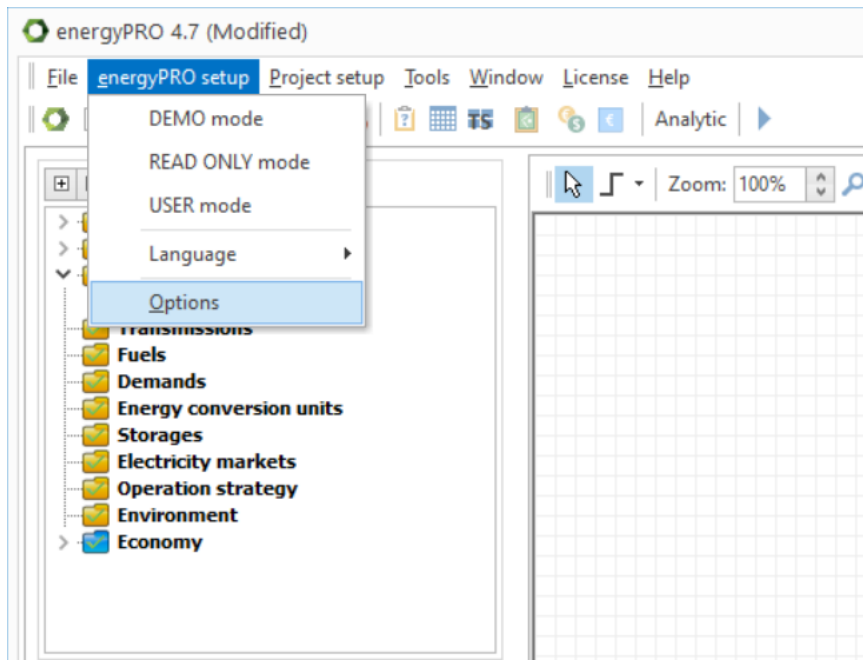 energyPRO 4.7 (Modified)
File energyPRO setup Project setup Tools Window License Help
DEMO mode
TS Analytic
READ ONLY mode
Zoom: 100%
USER mode
Language
Options
Transmissions
Fuels
Demands
Energy conversion units
Storages
Electricity markets
Operation strategy
Environment
Economy